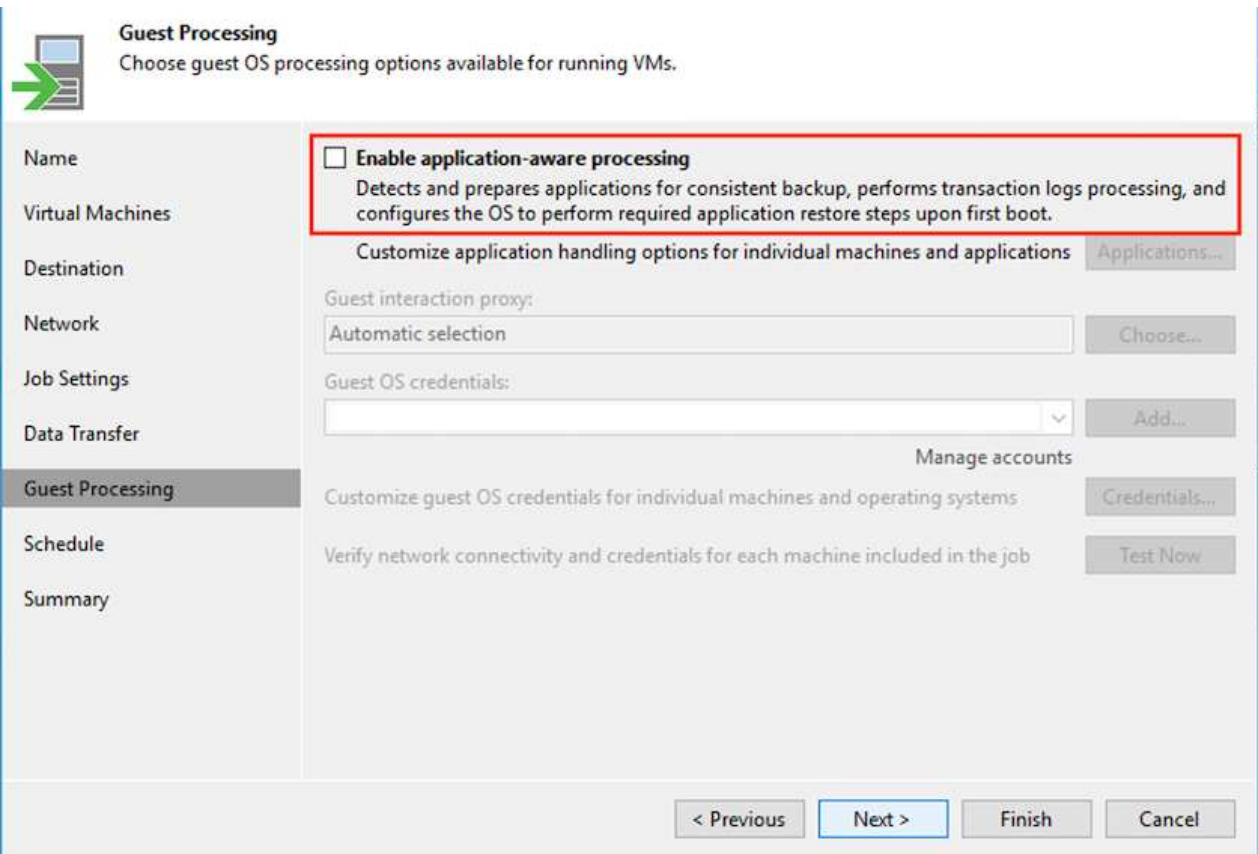 Guest Processing
Choose guest OS processing options available for running VMs.
Name
Virtual Machines
Destination
Network
Job Settings
Data Transfer
Guest Processing
Schedule
Summary
Enable application-aware processing
Detects and prepares applications for consistent backup, performs transaction logs processing, and
configures the OS to perform required application restore steps upon first boot.
Customize application handling options for individual machines and applications
Applications...
Guest interaction proxy:
Automatic selection
Choose...
Guest OS credentials:
Add...
Manage accounts
Customize guest OS credentials for individual machines and operating systems
Credentials...
Verify network connectivity and credentials for each machine included in the job
Test Now
< Previous
Next >
Finish
Cancel